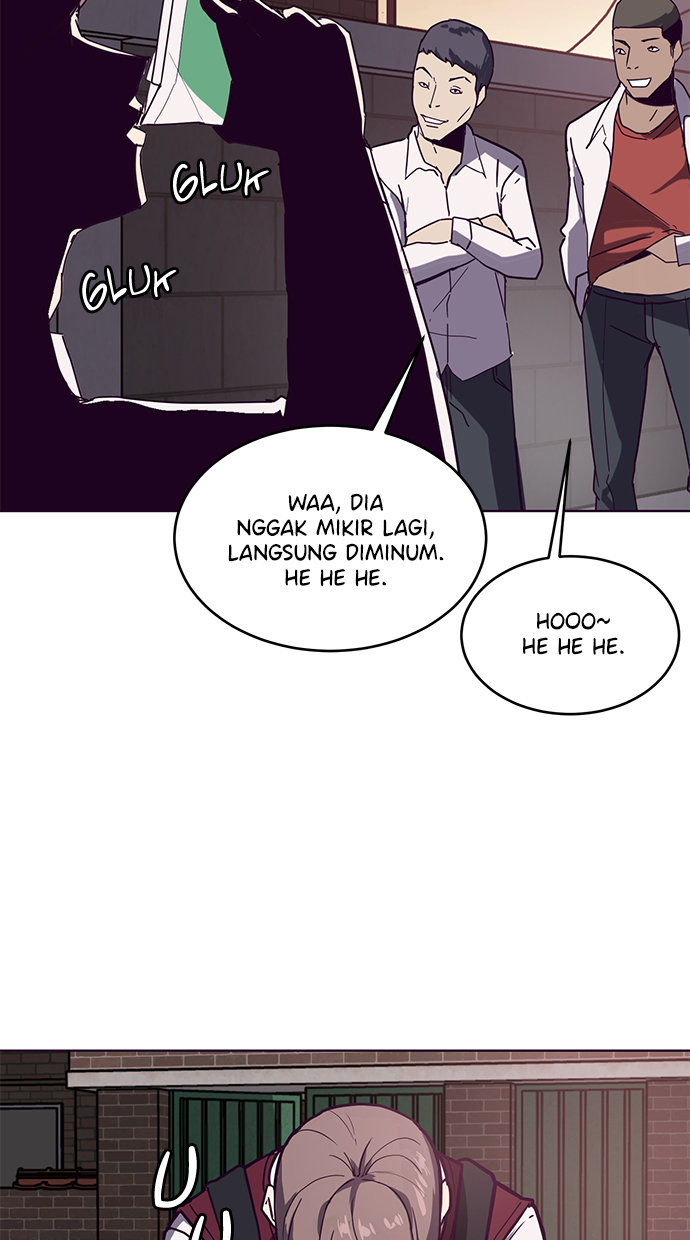 GLUK
GLUK
WAA, DIA
NGGAK MIKIR LAGI,
LANGSUNG DIMINUM.
HE HE HE.
HOOO~
HE HE HE.
U